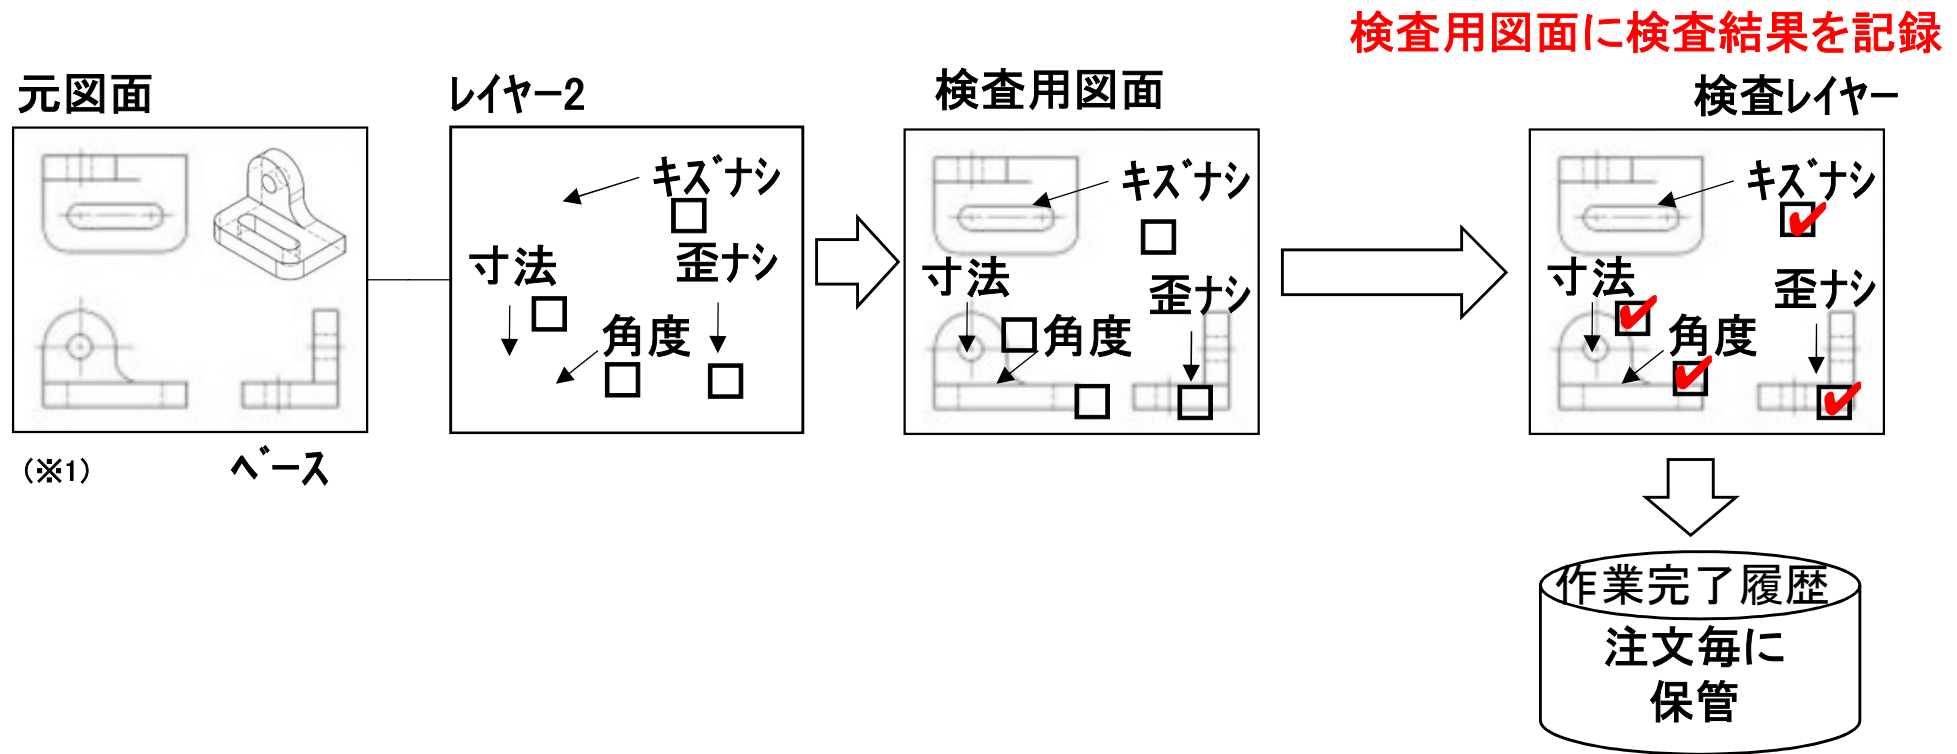 検査用図面に検査結果を記録
元図面
レイヤー2
検査用図面
検査レイヤー
キズナシ
寸法
歪ナシ
角度
キズナシ
寸法
歪ナシ
角度
キズナシ
寸法
歪ナシ
角度
(※1)
ベース
作業完了履歴
注文毎に
保管